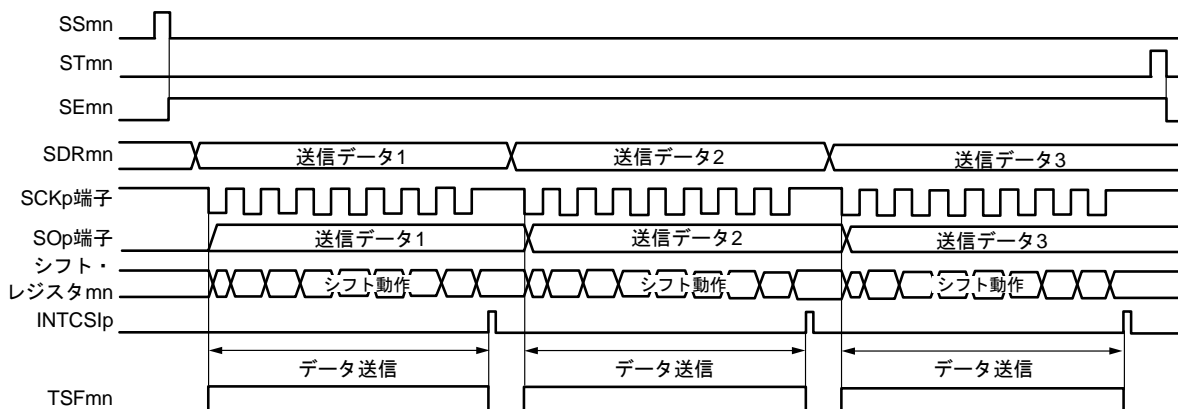 SSmn
STmn
SEmn
SDRmn 送信データ1 送信データ2 送信データ3
SCKp端子
SOp端子 送信データ1 送信データ2 送信データ3
シフト・
レジスタmn シフト動作 シフト動作 シフト動作
INTCSIp
データ送信 データ送信 データ送信
TSFmn